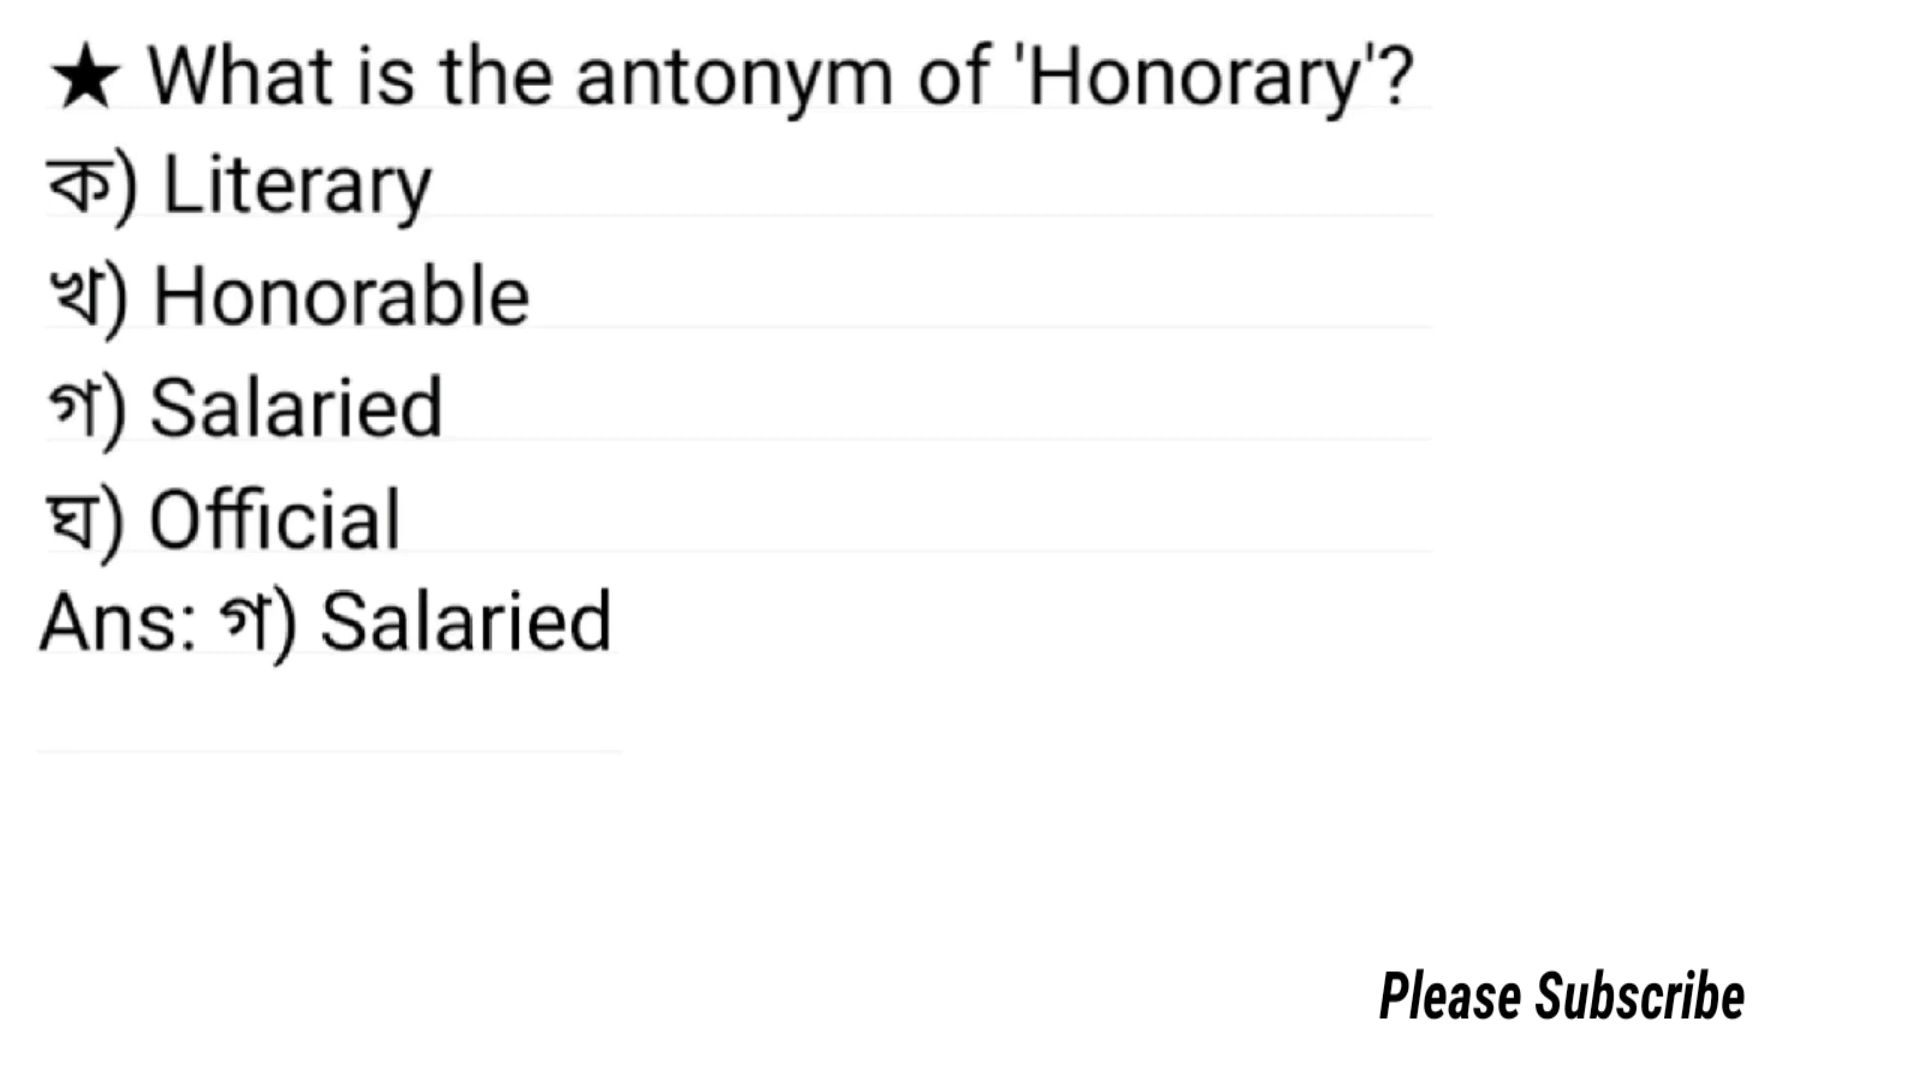 ★ What is the antonym of 'Honorary'?
ক) Literary
খ) Honorable
গ) Salaried
ঘ) Official
Ans: গ) Salaried
Please Subscribe